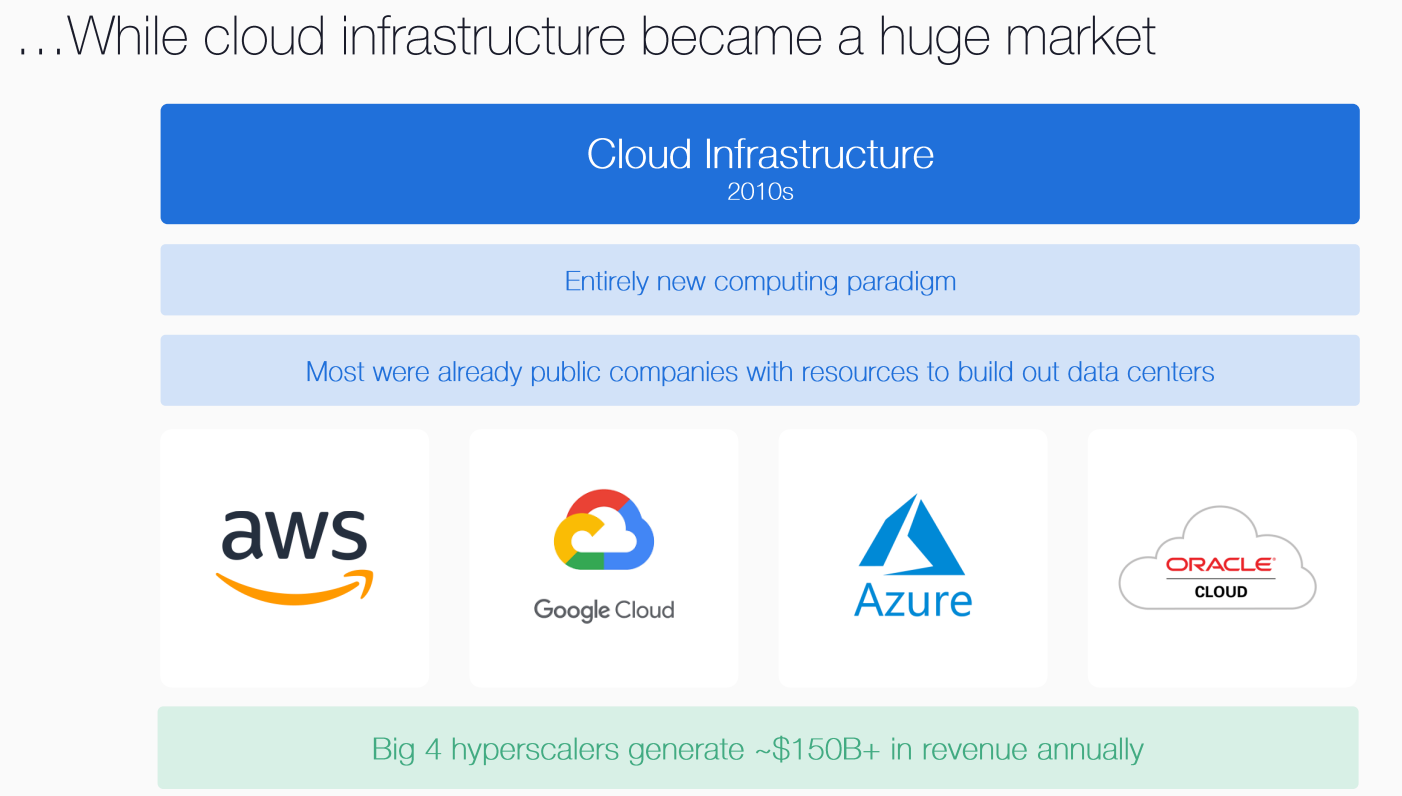 …While cloud infrastructure became a huge market
Cloud Infrastructure
2010s
Entirely new computing paradigm
Most were already public companies with resources to build out data centers
aws
Google Cloud
Azure
ORACLE®
CLOUD
Big 4 hyperscalers generate ~$150B+ in revenue annually